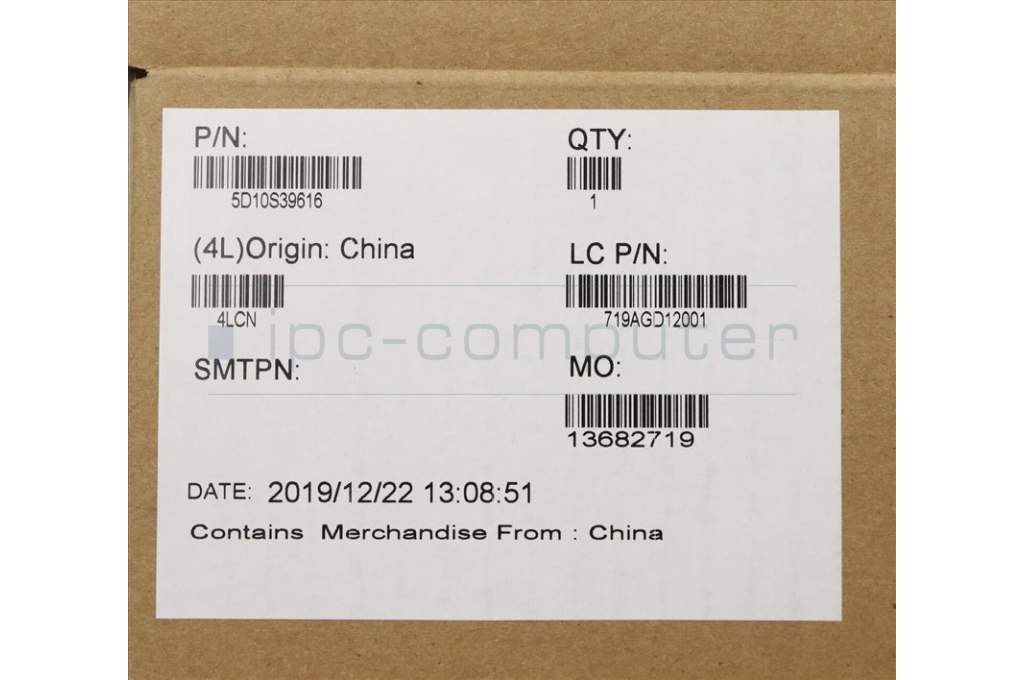 P/N:
5D10S39616
QTY:
1
(4L)Origin: China
4LCN
LC P/N:
719AGD12001
ipc-computer
SMTPN:
MO:
13682719
DATE: 2019/12/22 13:08:51
Contains Merchandise From : China